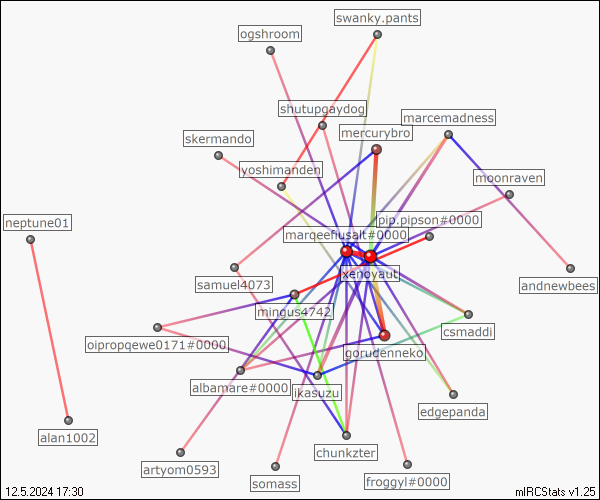 swanky.pants
ogshroom
shutupgaydog
marcemadness
mercurybro
skermando
yoshimanden
moonraven
pip.pipson#0000
neptune01
marqeefiusalt#0000
xenoyaut
samuel4073
andnewbees
mingus4742
csmaddi
oipropqewe0171#0000
gorudenneko
albamare#0000
ikasuzu
edgepanda
alan1002
chunkzter
artyom0593
somass
froggyl#0000
12.5.2024 17:30
mIRCStats v1.25